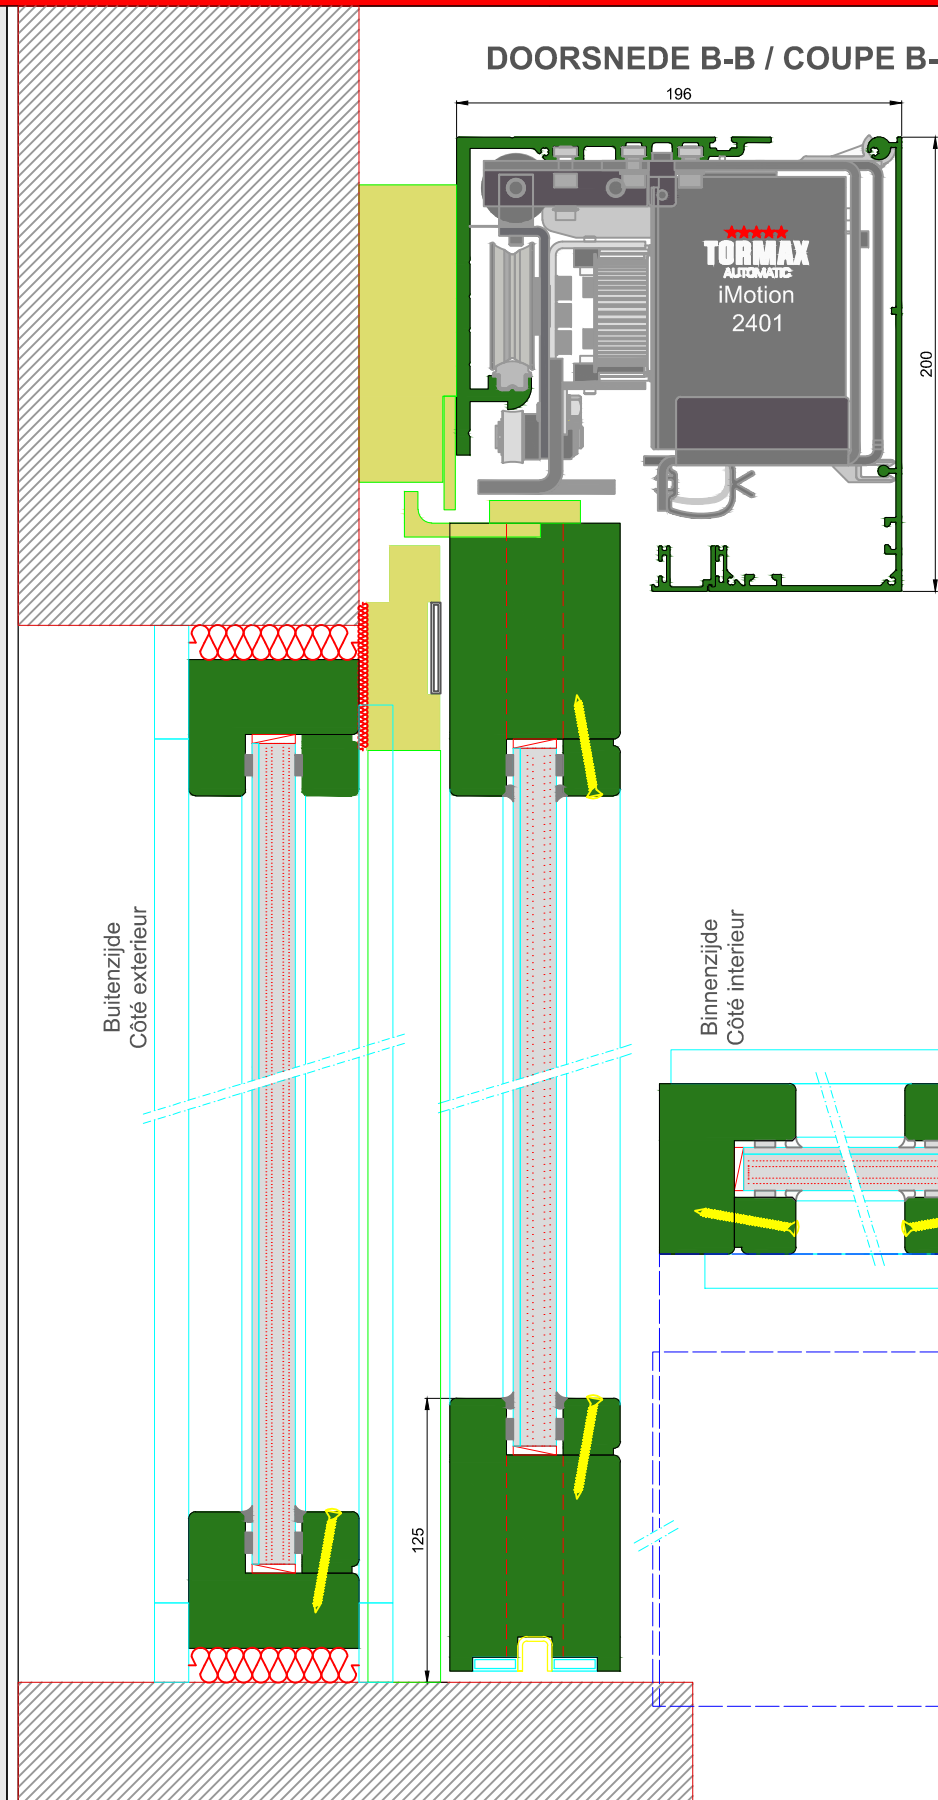 DOORSNEDE B-B / COUPE B-
196
TORMAX
AUTOMATIC
iMotion
2401
200
Buitenzijde
Côté exterieur
Binnenzijde
Côté interieur
125